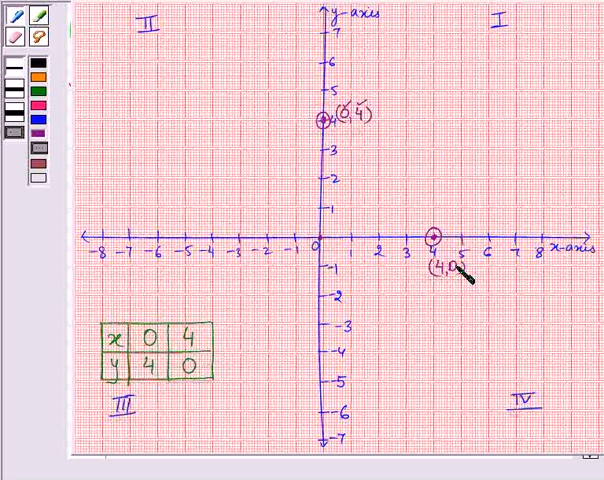 y-axis
II
I
7
6
5
4 (0,4)
3
2
1
-8 -7 -6 -5 -4 -3 -2 -1 0 1 2 3 4 5 6 7 8 x-axis
(4,0)
-1
-2
-3
x 0 4
-4
y 4 0
-5
III
IV
-6
-7